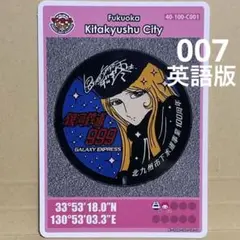 Fukuoka
Kitakyushu City
40-100-C001
007
英語版
銀河鉄道
999
GALAXY EXPRESS
北九州市下水道事業100周年
33°53'18.0"N
130°53'03.3"E